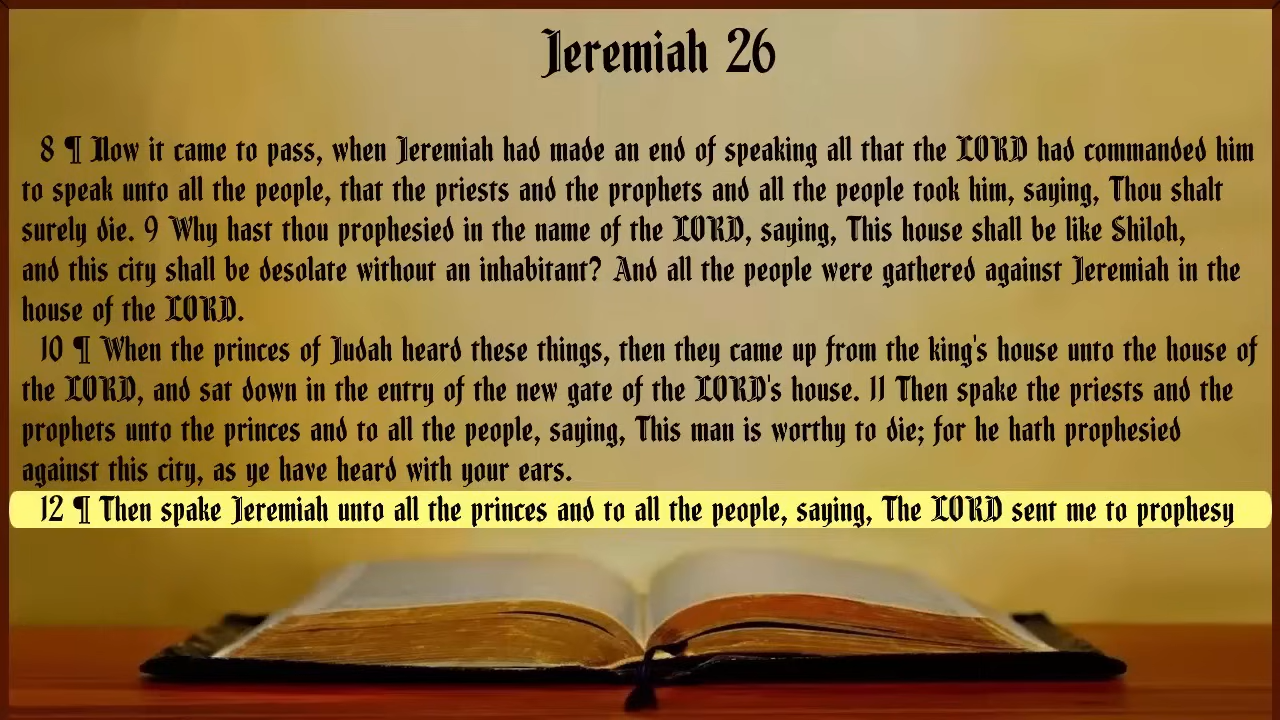 Jeremiah 26
8 ¶ Now it came to pass, when Jeremiah had made an end of speaking all that the LORD had commanded him
to speak unto all the people, that the priests and the prophets and all the people took him, saying, Thou shalt
surely die. 9 Why hast thou prophesied in the name of the LORD, saying, This house shall be like Shiloh,
and this city shall be desolate without an inhabitant? And all the people were gathered against Jeremiah in the
house of the LORD.
10 ¶ When the princes of Judah heard these things, then they came up from the king's house unto the house of
the LORD, and sat down in the entry of the new gate of the LORD's house. 11 Then spake the priests and the
prophets unto the princes and to all the people, saying, This man is worthy to die; for he hath prophesied
against this city, as ye have heard with your ears.
12 ¶ Then spake Jeremiah unto all the princes and to all the people, saying, The LORD sent me to prophesy